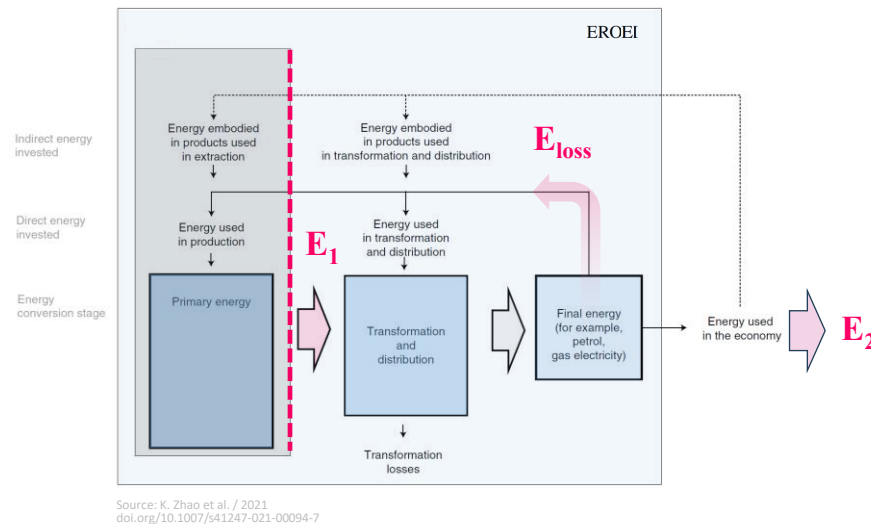 EROEI
Indirect energy
invested
Energy embodied
in products used
in extraction
Energy embodied
in products used
in transformation and distribution
E_loss
Direct energy
invested
Energy used
in production
E_1
Energy used
in transformation
and distribution
Energy
conversion stage
Primary energy
Transformation
and
distribution
Final energy
(for example,
petrol,
gas electricity)
Energy used
in the economy
E_2
Transformation
losses
Source: K. Zhao et al. / 2021
doi.org/10.1007/s41247-021-00094-7